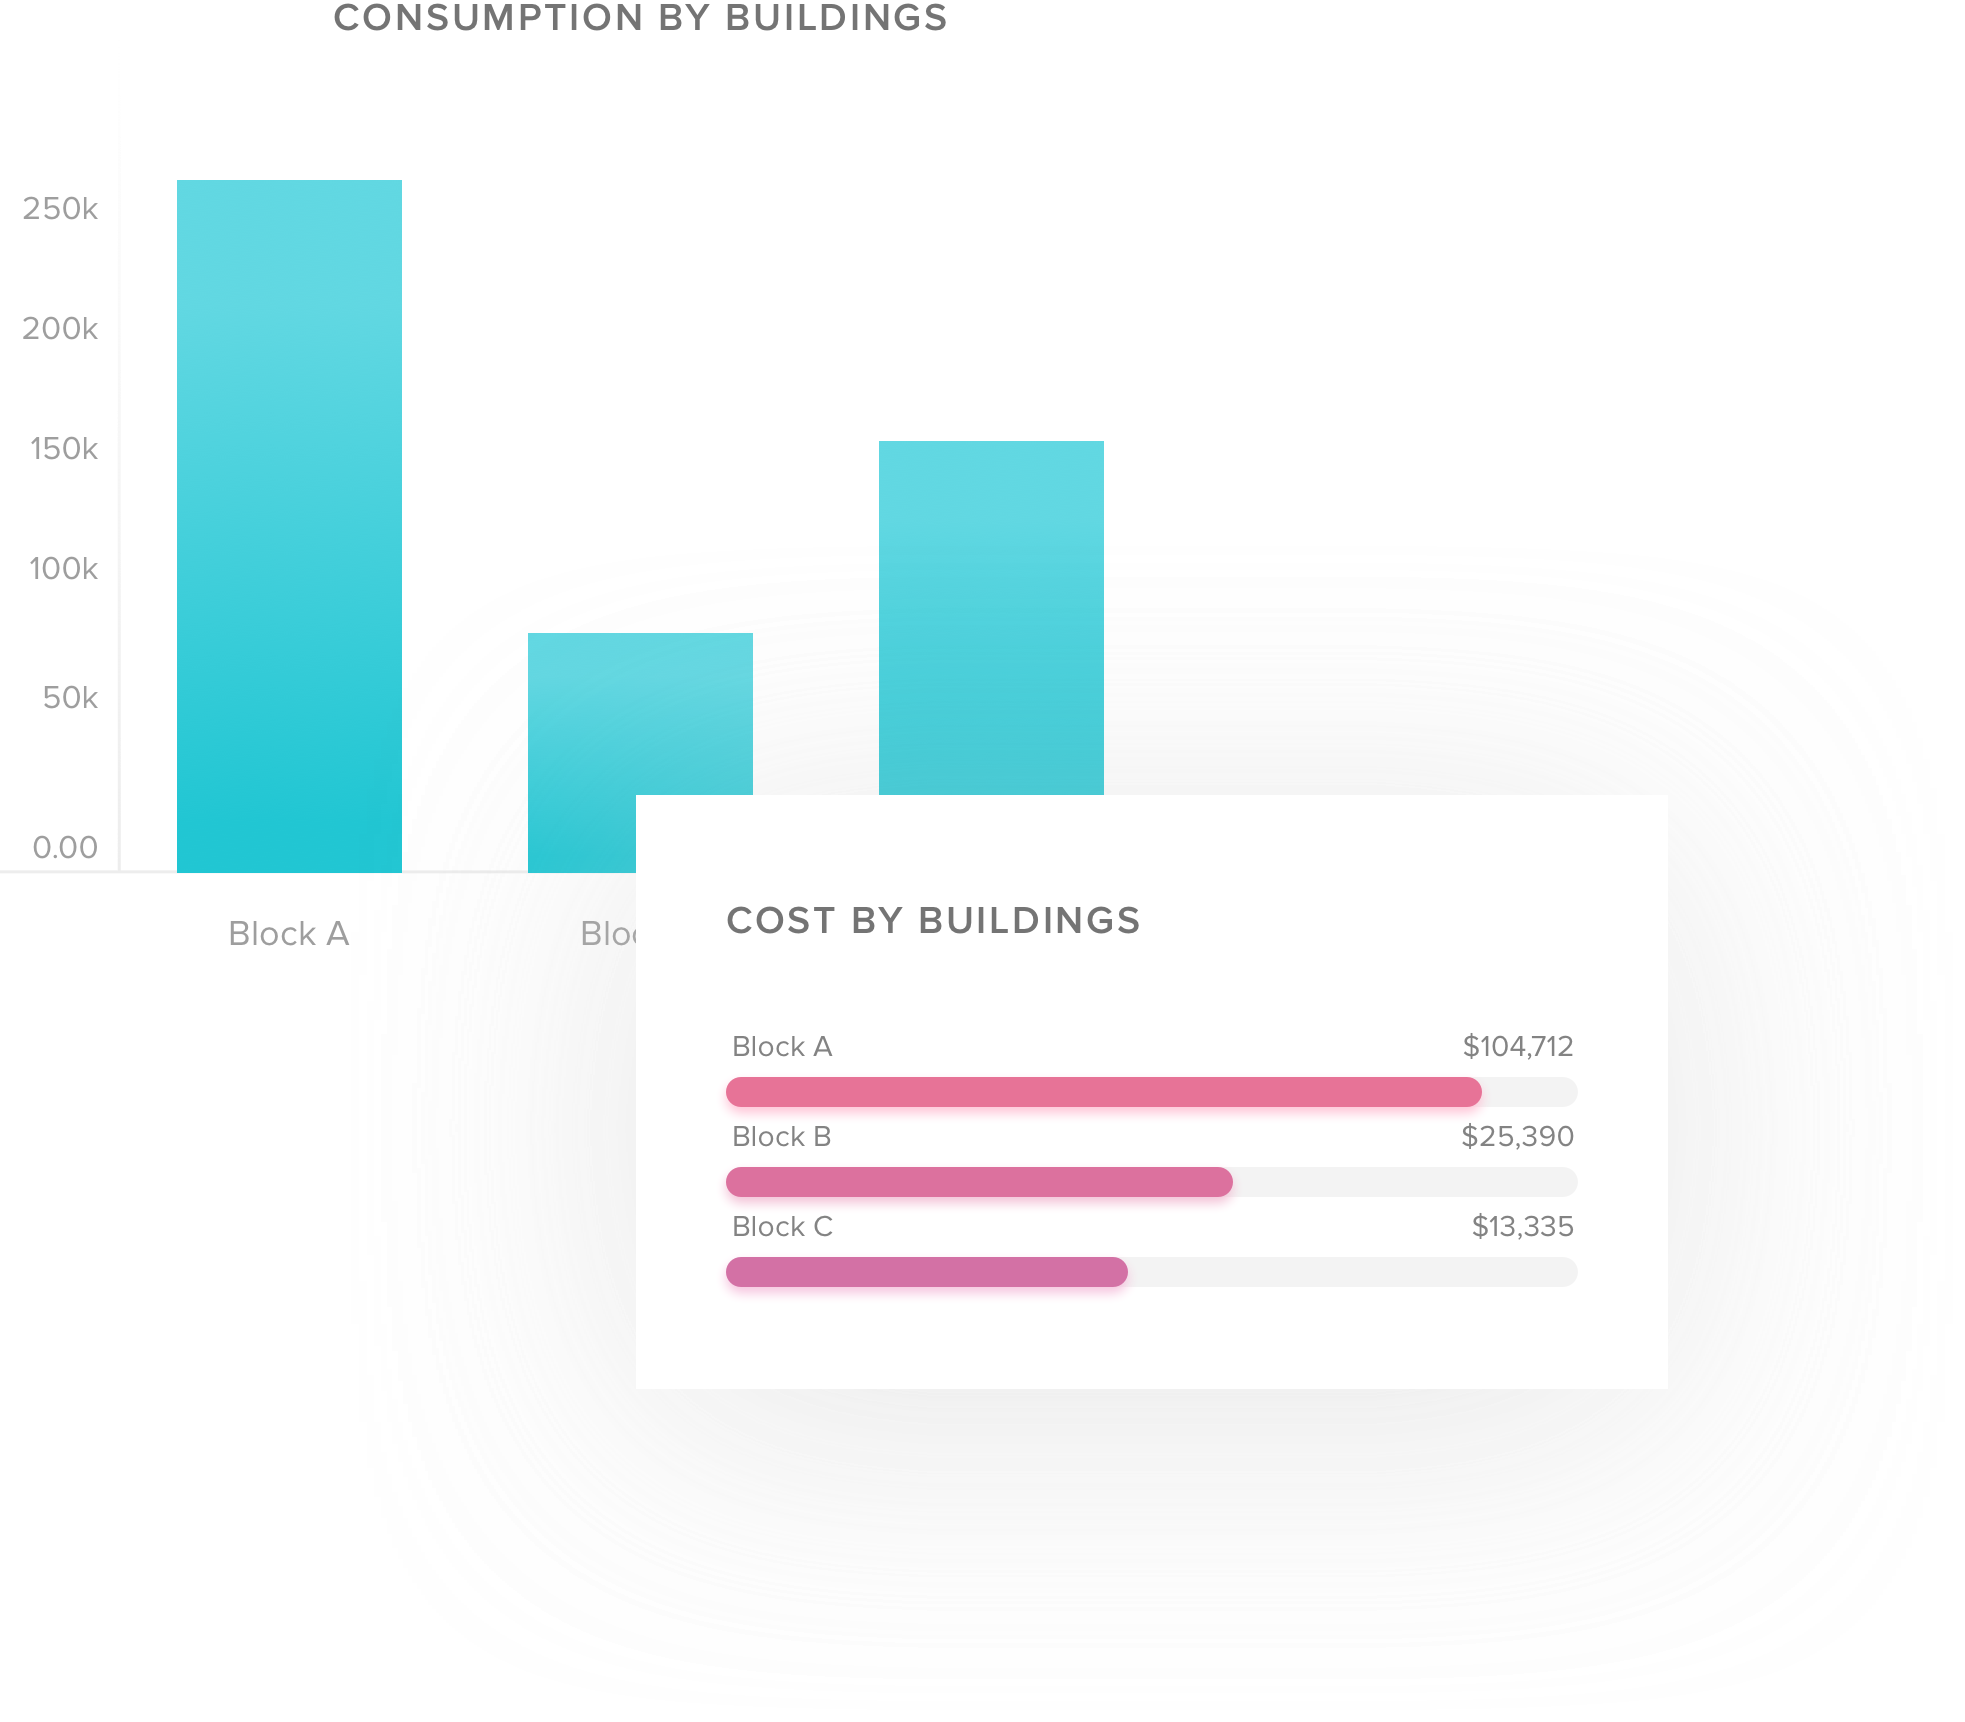 CONSUMPTION BY BUILDINGS
250k
200k
150k
100k
50k
0.00
Block A
COST BY BUILDINGS
Block A $104,712
Block B $25,390
Block C $13,335